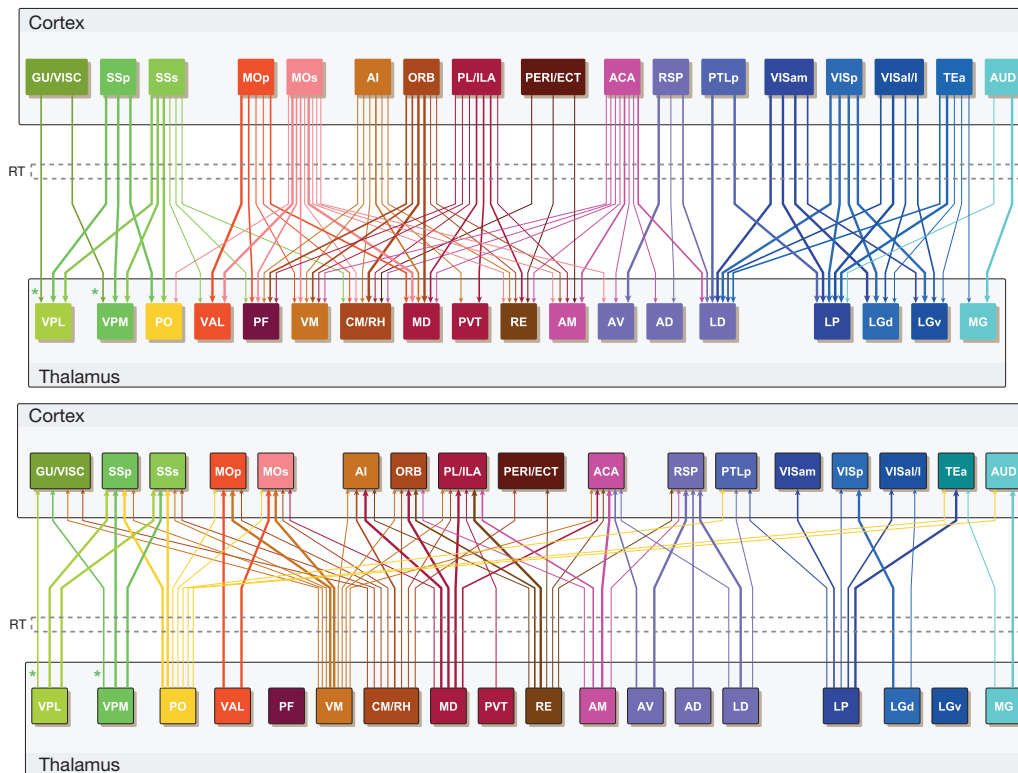 Cortex
GU/VISC SSp SSs MOp MOs AI ORB PL/ILA PERI/ECT ACA RSP PTLp VISam VISp VISal/l TEa AUD
RT
* *
VPL VPM PO VAL PF VM CM/RH MD PVT RE AM AV AD LD LP LGd LGv MG
Thalamus
Cortex
GU/VISC SSp SSs MOp MOs AI ORB PL/ILA PERI/ECT ACA RSP PTLp VISam VISp VISal/l TEa AUD
RT
* *
VPL VPM PO VAL PF VM CM/RH MD PVT RE AM AV AD LD LP LGd LGv MG
Thalamus